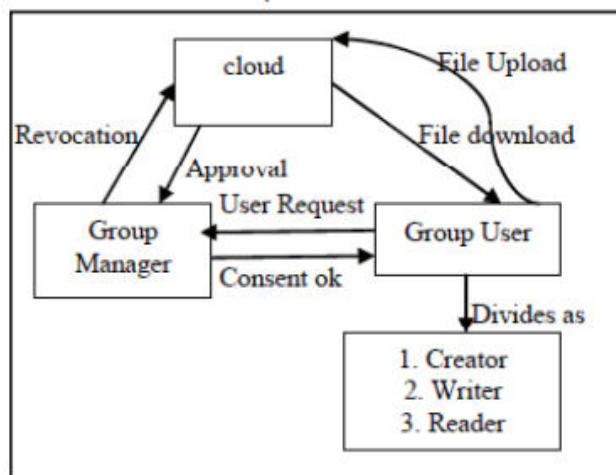 cloud
File Upload
Revocation
File download
Approval
User Request
Group
Manager
Group User
Consent ok
Divides as
1. Creator
2. Writer
3. Reader